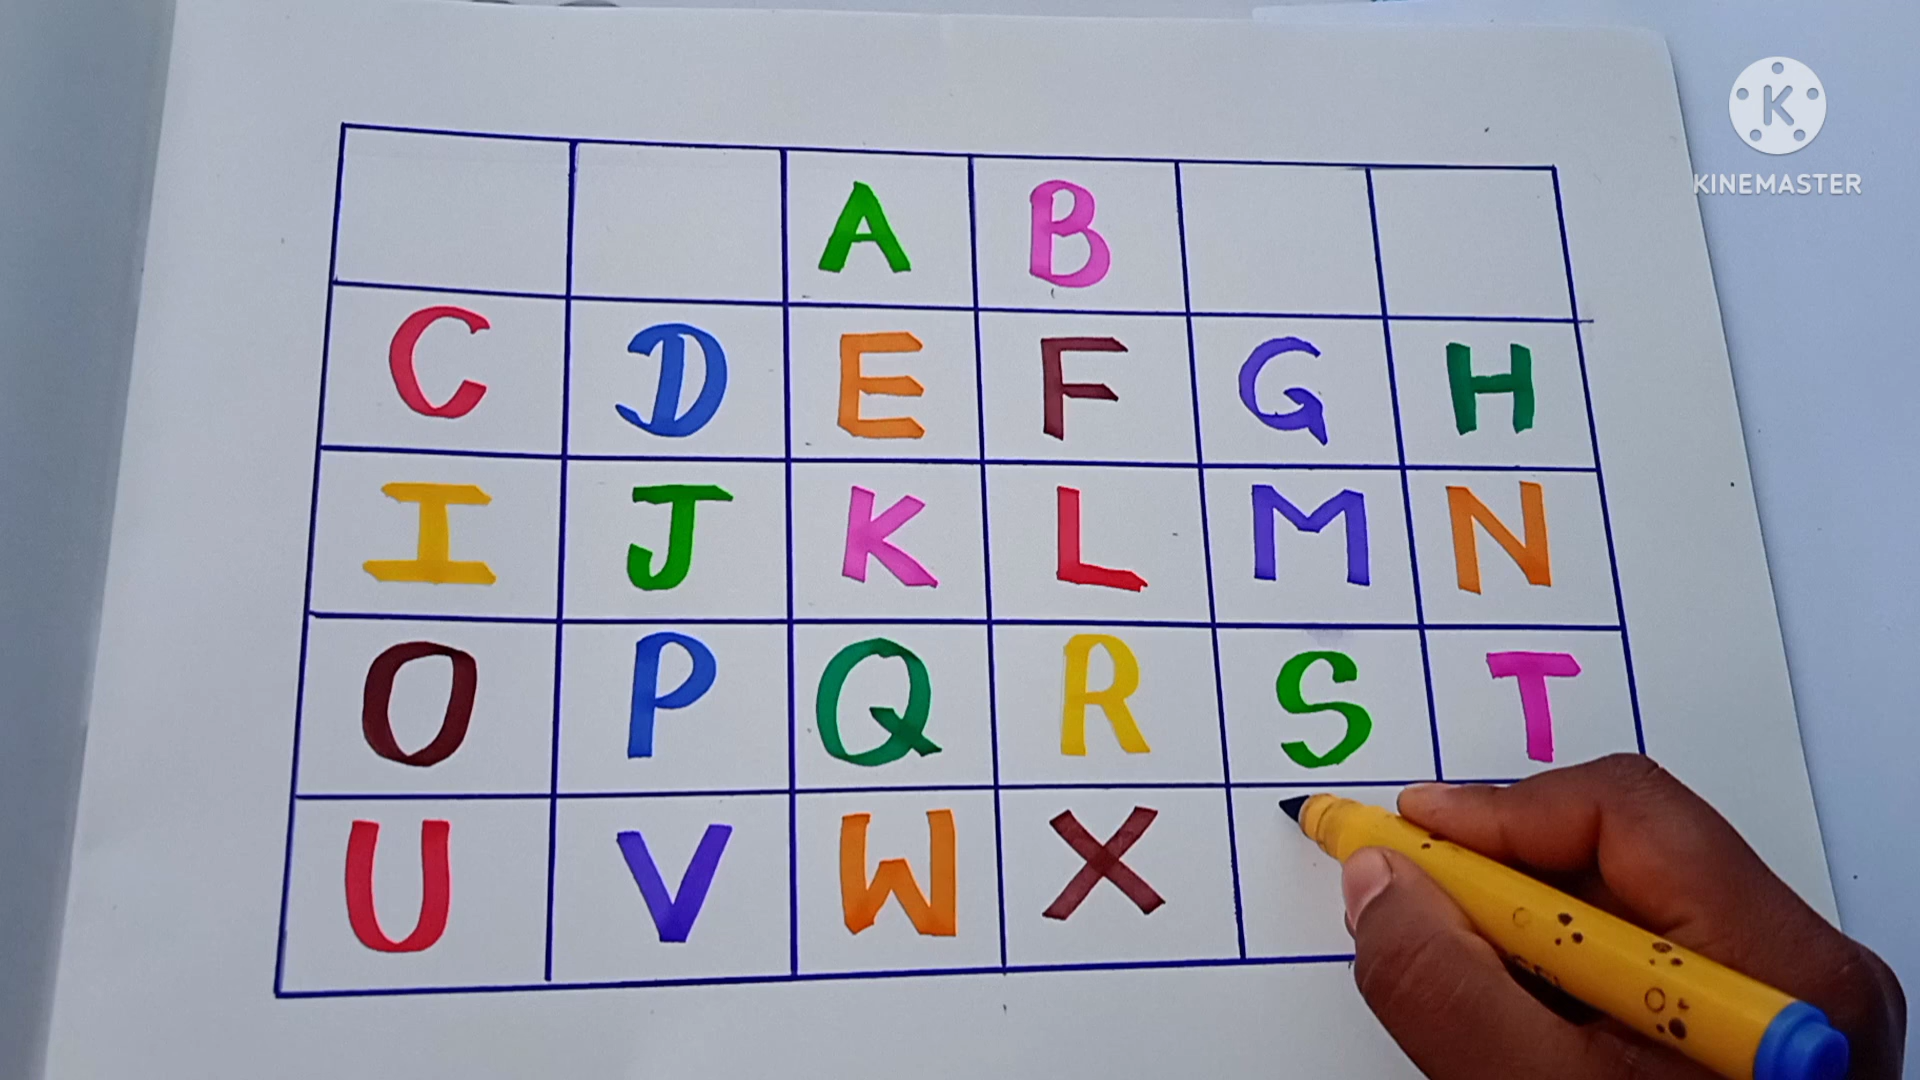 K
KINEMASTER
A B
C D E F G H
I J K L M N
O P Q R S T
U V W X